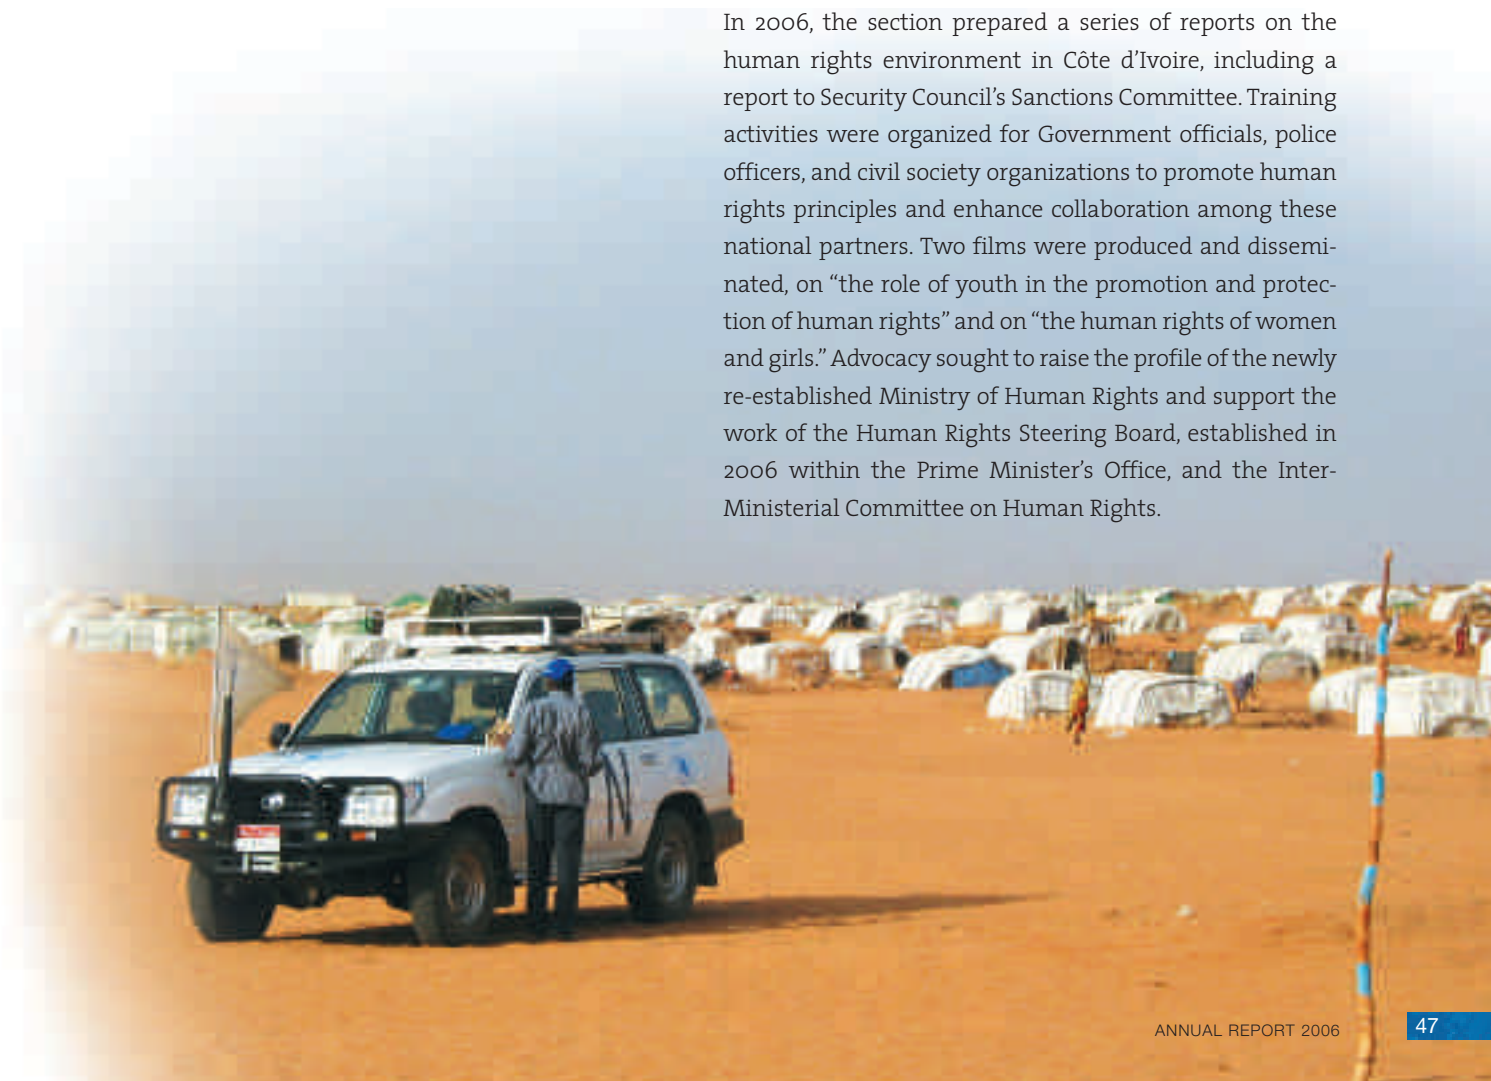 In 2006, the section prepared a series of reports on the
human rights environment in Côte d’Ivoire, including a
report to Security Council’s Sanctions Committee. Training
activities were organized for Government officials, police
officers, and civil society organizations to promote human
rights principles and enhance collaboration among these
national partners. Two films were produced and dissemi-
nated, on “the role of youth in the promotion and protec-
tion of human rights” and on “the human rights of women
and girls.” Advocacy sought to raise the profile of the newly
re-established Ministry of Human Rights and support the
work of the Human Rights Steering Board, established in
2006 within the Prime Minister’s Office, and the Inter-
Ministerial Committee on Human Rights.
ANNUAL REPORT 2006
47